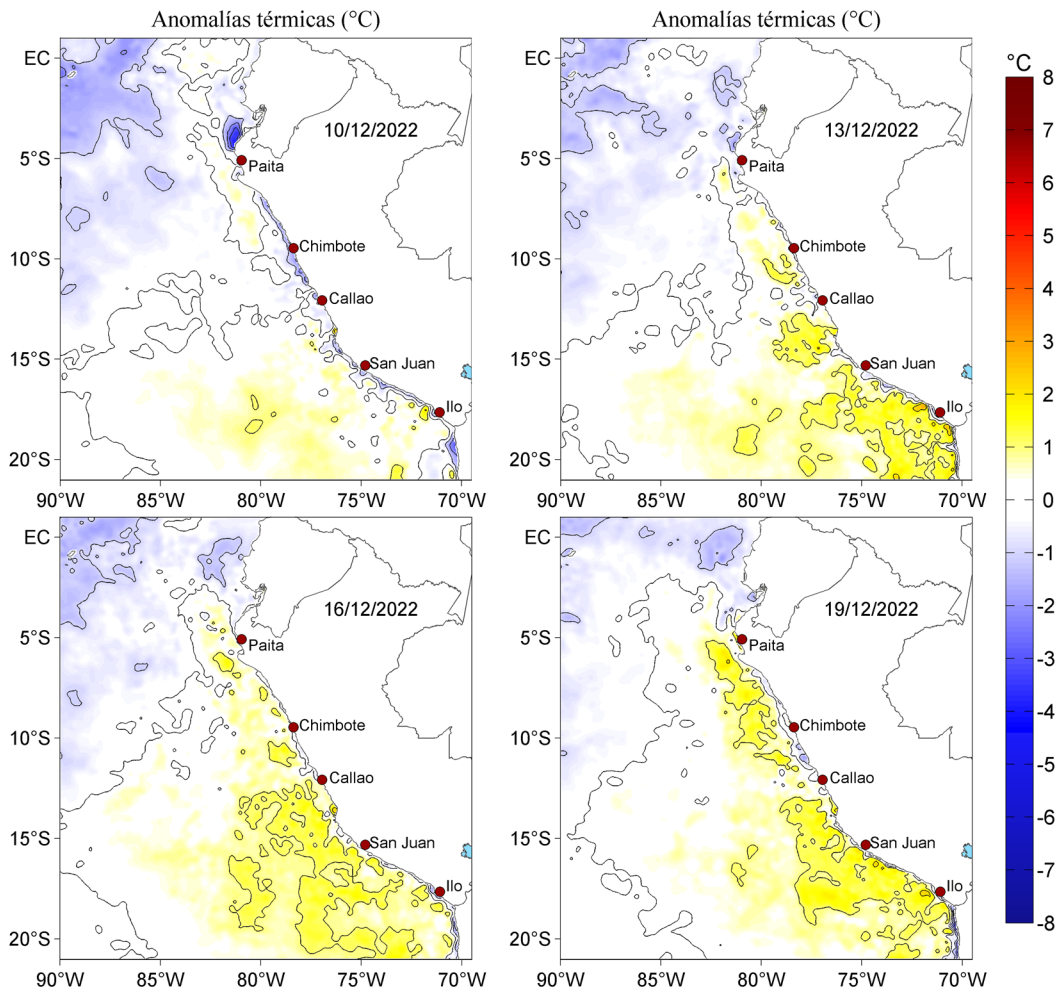 Anomalías térmicas (°C)
Anomalías térmicas (°C)
EC
5°S
10°S
15°S
20°S
90°W
85°W
80°W
75°W
70°W
10/12/2022
Paita
Chimbote
Callao
San Juan
Ilo
EC
5°S
10°S
15°S
20°S
90°W
85°W
80°W
75°W
70°W
13/12/2022
Paita
Chimbote
Callao
San Juan
Ilo
EC
5°S
10°S
15°S
20°S
90°W
85°W
80°W
75°W
70°W
16/12/2022
Paita
Chimbote
Callao
San Juan
Ilo
EC
5°S
10°S
15°S
20°S
90°W
85°W
80°W
75°W
70°W
19/12/2022
Paita
Chimbote
Callao
San Juan
Ilo
°C
8
7
6
5
4
3
2
1
0
-1
-2
-3
-4
-5
-6
-7
-8